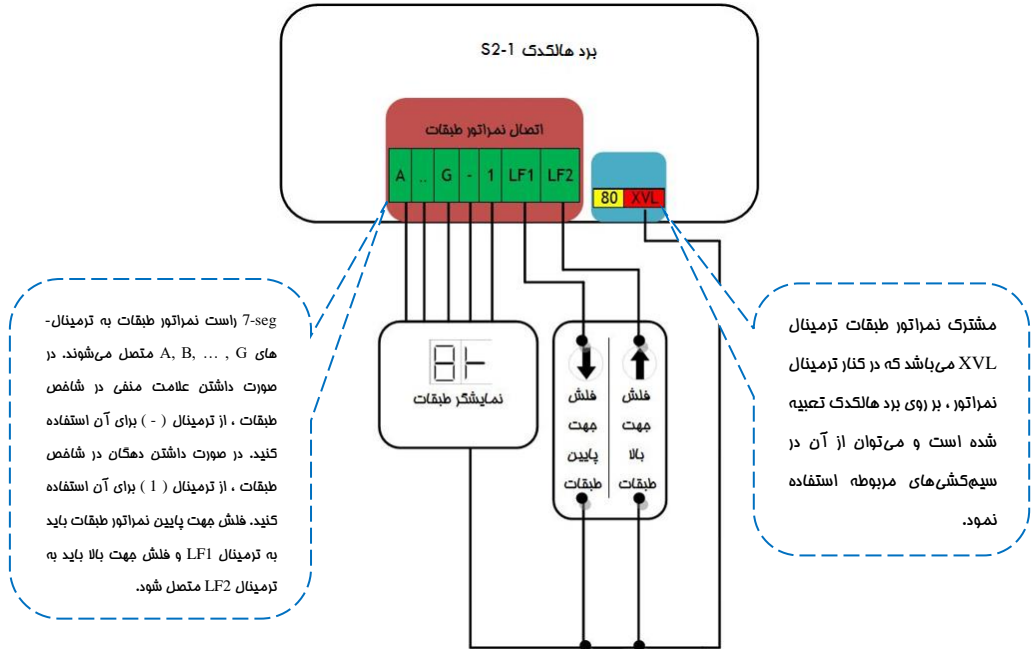 برد هالکدک S2-1
اتصال نمراتور طبقات
A .. G - 1 LF1 LF2
80 XVL
7-seg راست نمراتور طبقات به ترمینال-
های A, B, … , G متصل می‌شوند. در
صورت داشتن علامت منفی در شاخص
طبقات ، از ترمینال ( - ) برای آن استفاده
کنید. در صورت داشتن دهگان در شاخص
طبقات ، از ترمینال ( 1 ) برای آن استفاده
کنید. فلش جهت پایین نمراتور طبقات باید
به ترمینال LF1 و فلش جهت بالا باید به
ترمینال LF2 متصل شود.
نمایشگر طبقات
فلش
جهت
پایین
طبقات
فلش
جهت
بالا
طبقات
مشترک نمراتور طبقات ترمینال
XVL می‌باشد که در کنار ترمینال
نمراتور ، بر روی برد هالکدک تعبیه
شده است و می‌توان از آن در
سیم‌کشی‌های مربوطه استفاده
نمود.